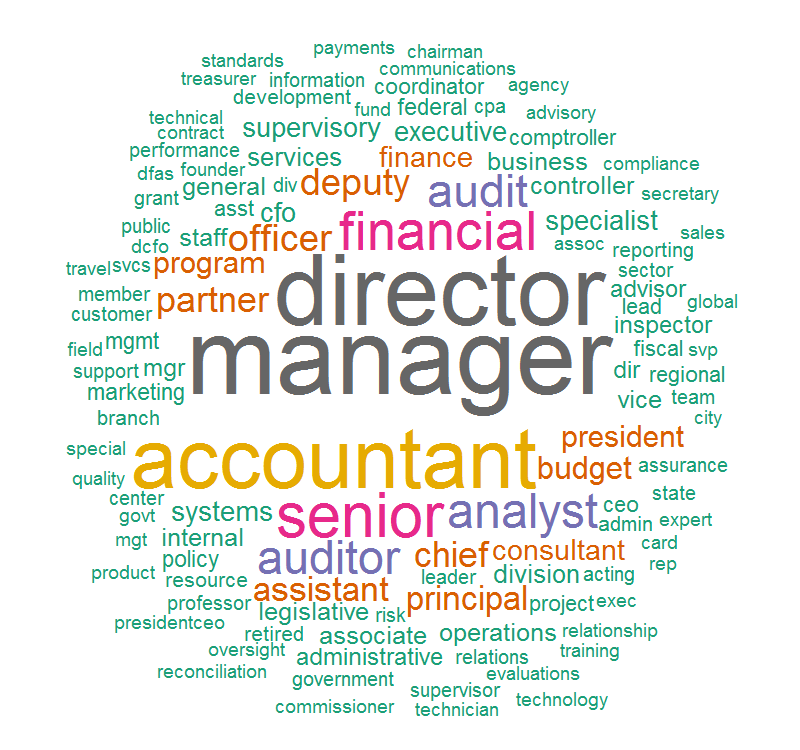 payments chairman
standards communications
treasurer information coordinator agency
development fund federal cpa advisory
technical supervisory executive comptroller
contract
performance services finance business compliance
dfas founder general div deputy audit controller secretary
grant asst cfo financial specialist
public staff officer assoc sales
dcfo reporting
travel svcs program director sector
member partner advisor global
customer lead inspector
field mgmt manager fiscal svp
support mgr dir regional
marketing vice team
branch city
special accountant president
quality budget assurance
center senior analyst ceo state
govt systems admin expert
mgt internal auditor chief consultant card
product policy leader division acting rep
resource assistant principal project exec
professor legislative risk
presidentceo retired associate operations relationship
oversight administrative relations training
reconciliation government evaluations
supervisor technology
commissioner technician